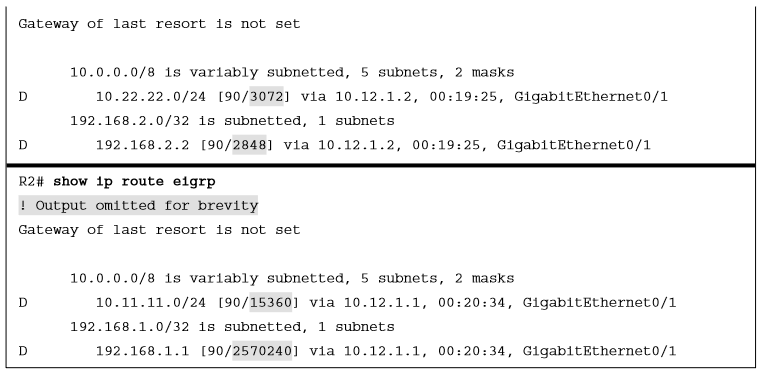 Gateway of last resort is not set
10.0.0.0/8 is variably subnetted, 5 subnets, 2 masks
D 10.22.22.0/24 [90/3072] via 10.12.1.2, 00:19:25, GigabitEthernet0/1
192.168.2.0/32 is subnetted, 1 subnets
D 192.168.2.2 [90/2848] via 10.12.1.2, 00:19:25, GigabitEthernet0/1
R2# show ip route eigrp
! Output omitted for brevity
Gateway of last resort is not set
10.0.0.0/8 is variably subnetted, 5 subnets, 2 masks
D 10.11.11.0/24 [90/15360] via 10.12.1.1, 00:20:34, GigabitEthernet0/1
192.168.1.0/32 is subnetted, 1 subnets
D 192.168.1.1 [90/2570240] via 10.12.1.1, 00:20:34, GigabitEthernet0/1